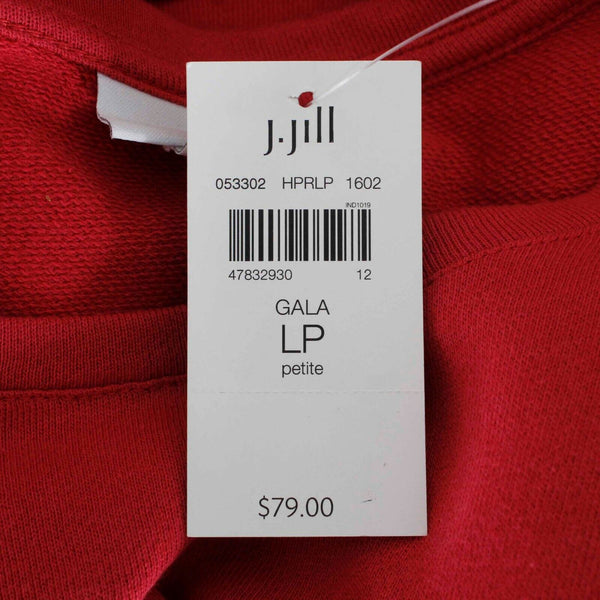 J.Jill
053302 HPRLP 1602
IND1019
47832930 12
GALA
LP
petite
$79.00